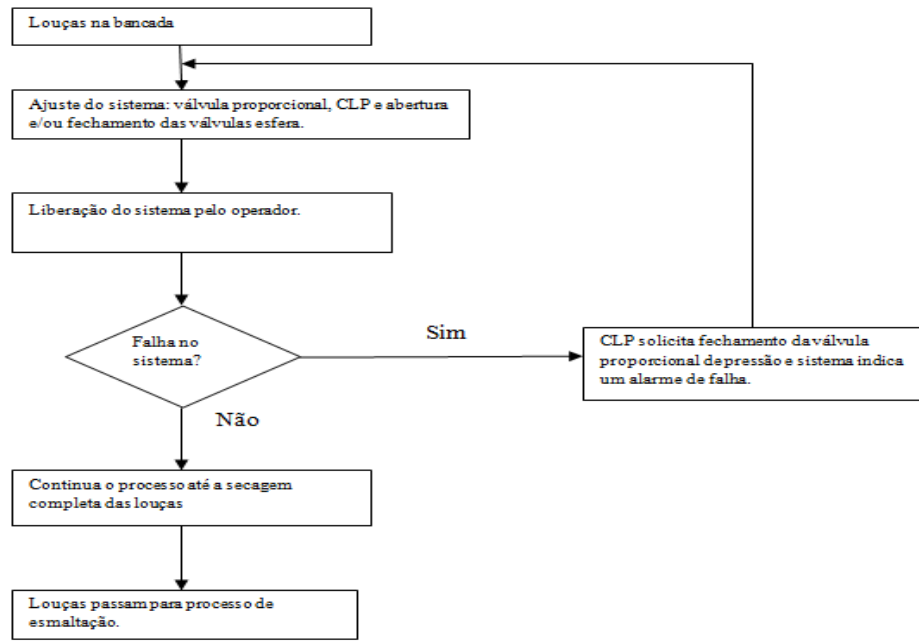 Louças na bancada
Ajuste do sistema: válvula proporcional, CLP e abertura
e/ou fechamento das válvulas esfera.
Liberação do sistema pelo operador.
Falha no
sistema?
Sim
CLP solicita fechamento da válvula
proporcional de pressão e sistema indica
um alarme de falha.
Não
Continua o processo até a secagem
completa das louças
Louças passam para processo de
esmaltação.